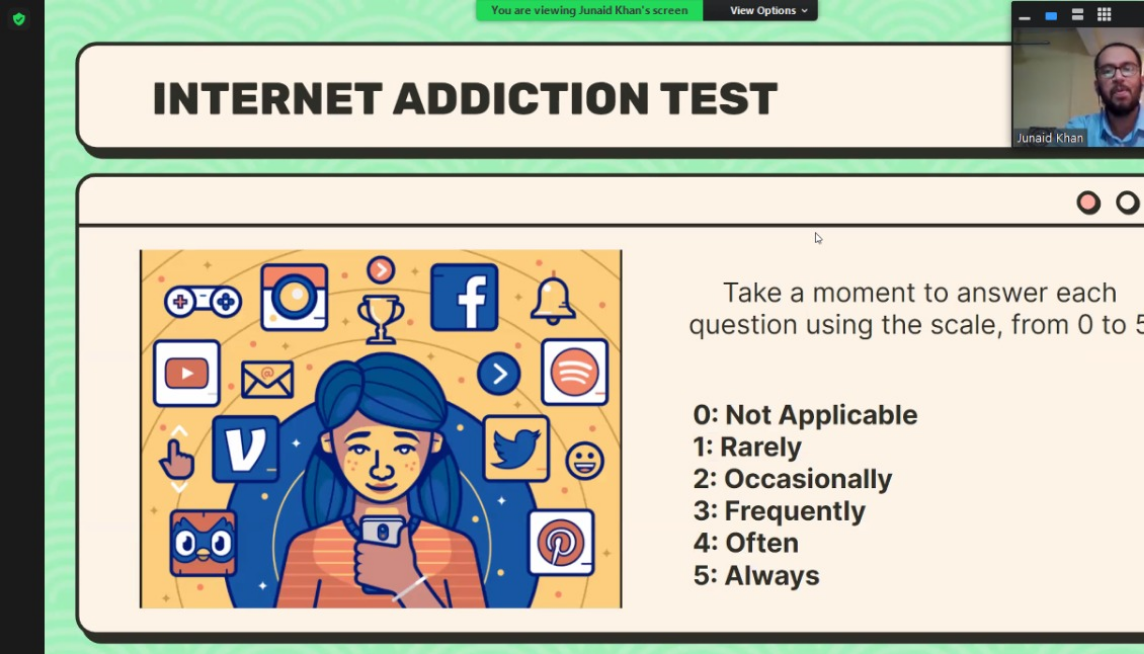 You are viewing Junaid Khan's screen
View Options
INTERNET ADDICTION TEST
Junaid Khan
Take a moment to answer each
question using the scale, from 0 to 5
0: Not Applicable
1: Rarely
2: Occasionally
3: Frequently
4: Often
5: Always